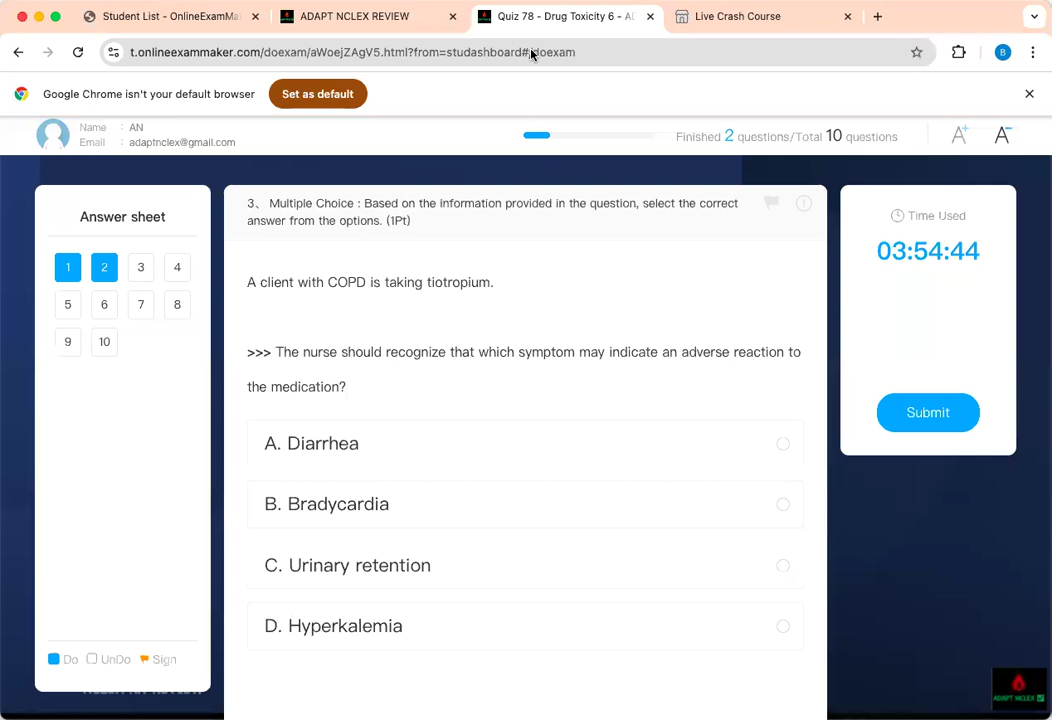 Student List - OnlineExamMa
ADAPT NCLEX REVIEW
Quiz 78 - Drug Toxicity 6 - AD
Live Crash Course
t.onlineexammaker.com/doexam/aWoejZAgV5.html?from=studashboard#
doexam
B
Google Chrome isn't your default browser
Set as default
Name : AN
Email : adaptnclex@gmail.com
Finished 2 questions/Total 10 questions
A+
A-
Answer sheet
1 2 3 4
5 6 7 8
9 10
Do UnDo Sign
3、 Multiple Choice : Based on the information provided in the question, select the correct
answer from the options. (1Pt)
A client with COPD is taking tiotropium.
>>> The nurse should recognize that which symptom may indicate an adverse reaction to
the medication?
A. Diarrhea
B. Bradycardia
C. Urinary retention
D. Hyperkalemia
Time Used
03:54:44
Submit
ADAPT NCLEX